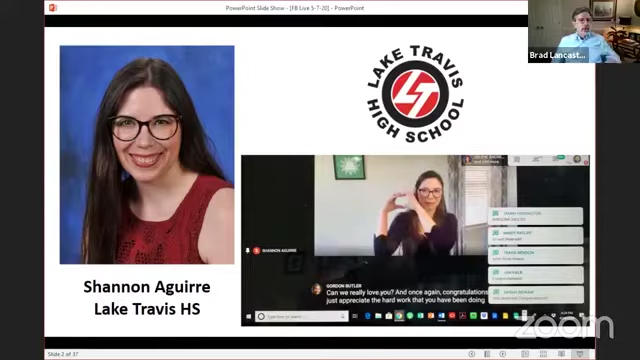 PowerPoint Slide Show - [FB Live 5-7-20] - PowerPoint
Brad Lancast...
LAKE TRAVIS
LT
HIGH SCHOOL
SHANNON AGUIRRE
GORDON BUTLER
Can we really love you? And once again, congratulations
just appreciate the hard work that you have been doing
Shannon Aguirre
Lake Travis HS
Slide 2 of 37
zoom